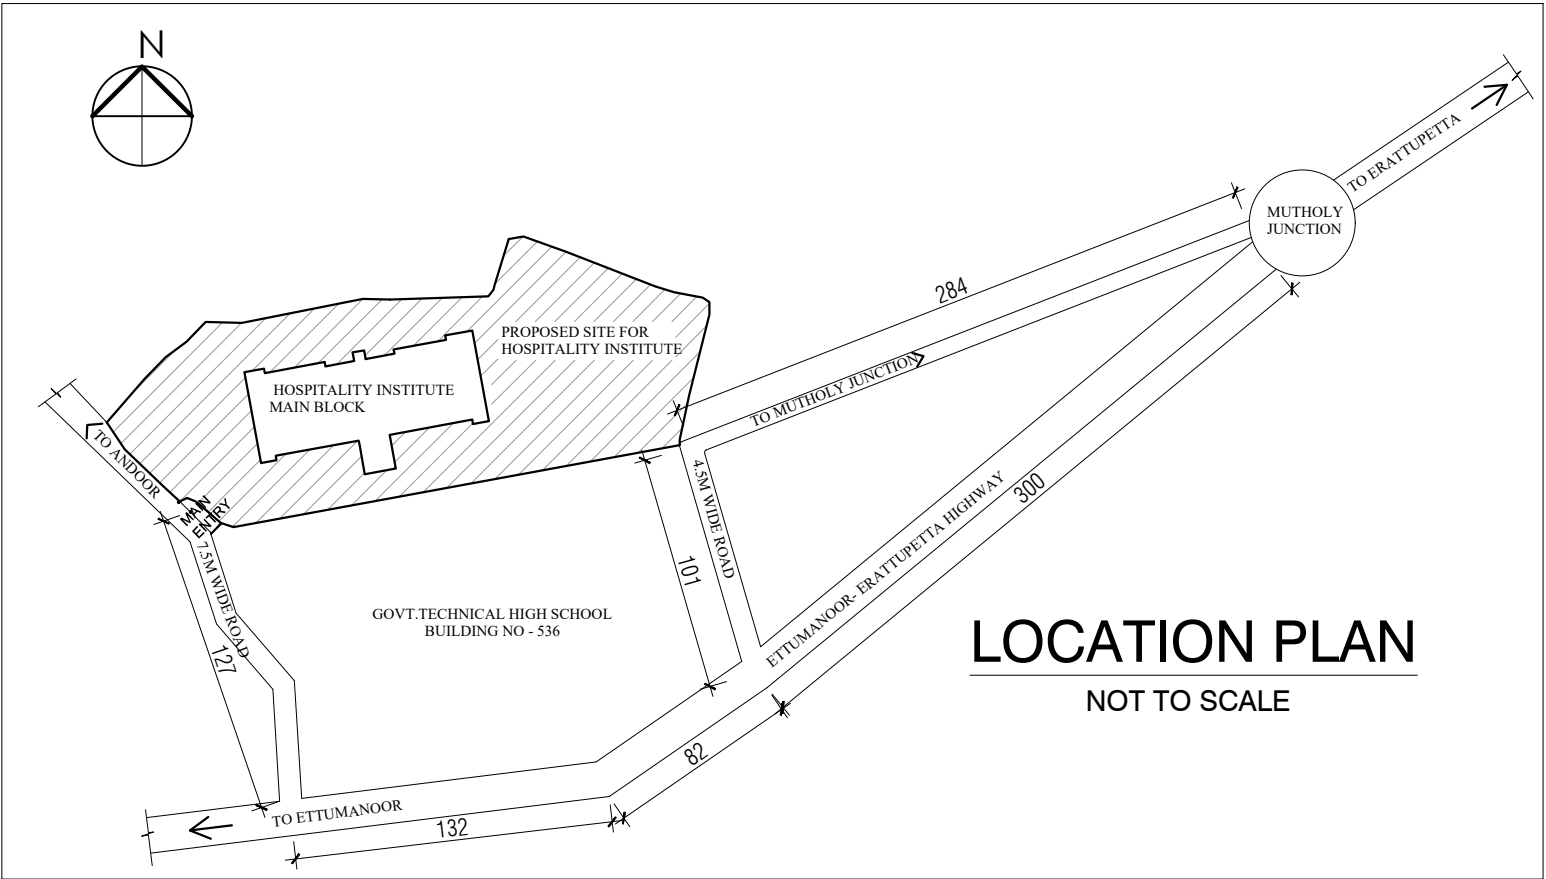 N
TO ERATTUPETTA
MUTHOLY
JUNCTION
284
PROPOSED SITE FOR
HOSPITALITY INSTITUTE
HOSPITALITY INSTITUTE
MAIN BLOCK
TO MUTHOLY JUNCTION
TO ANDOOR
MAIN
ENTRY
4.5M WIDE ROAD
300
ETTUMANOOR- ERATTUPETTA HIGHWAY
7.5M WIDE ROAD
101
GOVT.TECHNICAL HIGH SCHOOL
BUILDING NO - 536
127
LOCATION PLAN
NOT TO SCALE
82
TO ETTUMANOOR
132